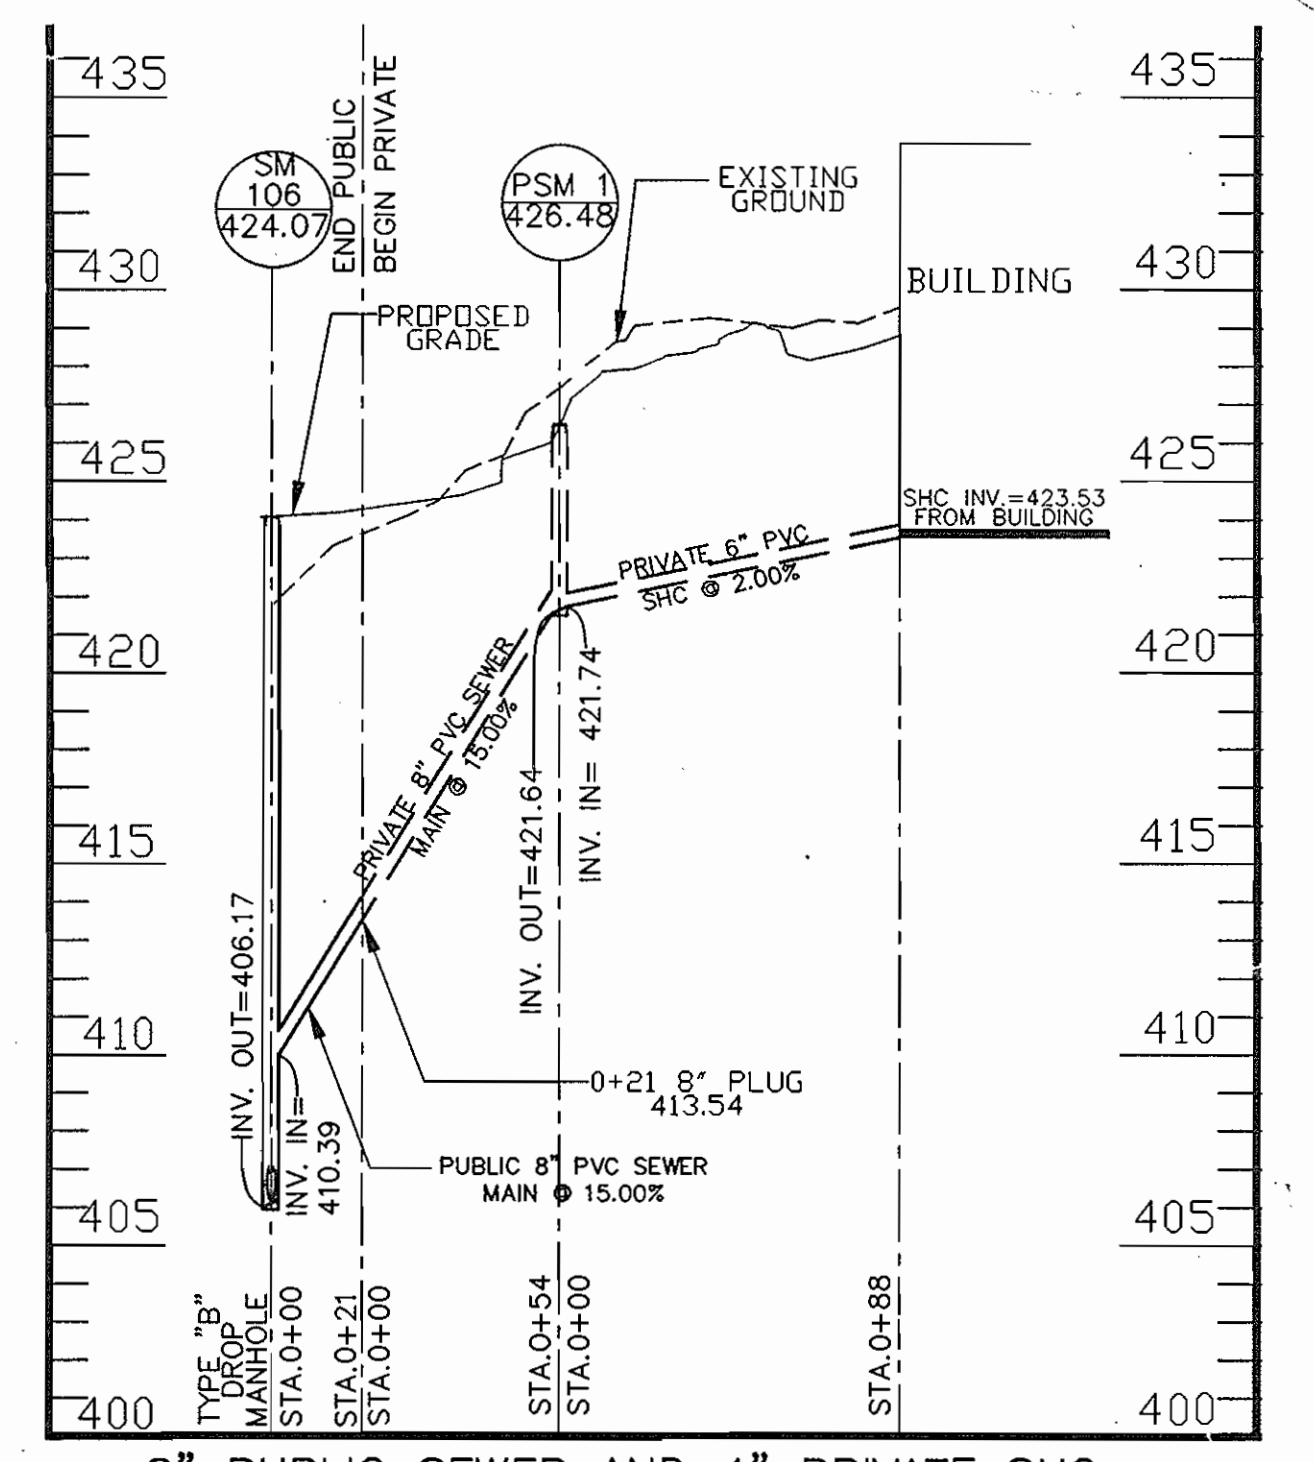 435
430
425
420
415
410
405
400
435
430
425
420
415
410
405
400
SM
106
424.07
END PUBLIC
BEGIN PRIVATE
PSM 1
426.48
EXISTING
GROUND
BUILDING
PROPOSED
GRADE
SHC INV.=423.53
FROM BUILDING
PRIVATE 6" PVC
SHC @ 2.00%
PRIVATE 8" PVC SEWER
MAIN @ 15.00%
INV. OUT=421.64
INV. IN= 421.74
INV. OUT=406.17
INV. IN=
410.39
0+21 8" PLUG
413.54
PUBLIC 8" PVC SEWER
MAIN @ 15.00%
TYPE "B"
DROP
MANHOLE
STA.0+00
STA.0+21
STA.0+00
STA.0+54
STA.0+00
STA.0+88
PUBLIC SEWER AND PRIVATE